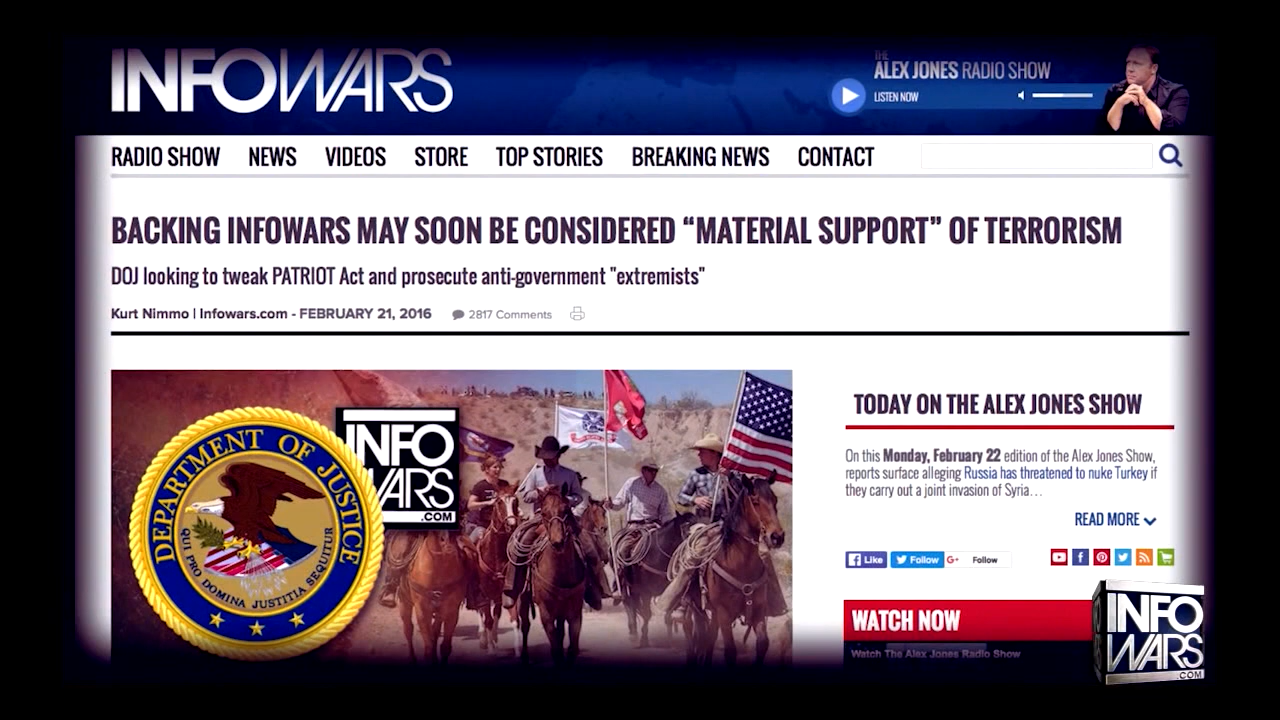 INFOWARS
THE
ALEX JONES RADIO SHOW
LISTEN NOW
RADIO SHOW NEWS VIDEOS STORE TOP STORIES BREAKING NEWS CONTACT
BACKING INFOWARS MAY SOON BE CONSIDERED “MATERIAL SUPPORT” OF TERRORISM
DOJ looking to tweak PATRIOT Act and prosecute anti-government "extremists"
Kurt Nimmo | Infowars.com - FEBRUARY 21, 2016 2817 Comments
DEPARTMENT OF JUSTICE
QUI PRO DOMINA JUSTITIA SEQUITUR
INFO
WARS
.COM
TODAY ON THE ALEX JONES SHOW
On this Monday, February 22 edition of the Alex Jones Show,
reports surface alleging Russia has threatened to nuke Turkey if
they carry out a joint invasion of Syria…
READ MORE
Like Follow G+ Follow
WATCH NOW
Watch The Alex Jones Radio Show
INFO
WARS
.COM